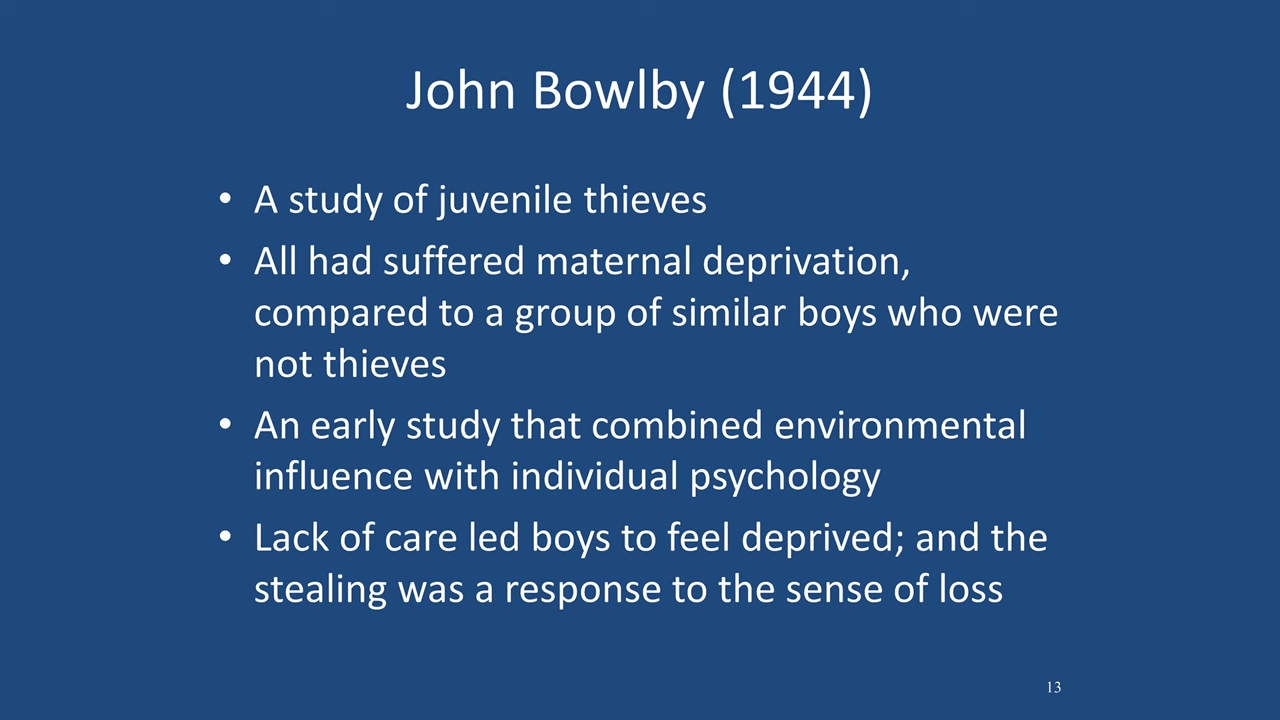 John Bowlby (1944)
• A study of juvenile thieves
• All had suffered maternal deprivation,
compared to a group of similar boys who were
not thieves
• An early study that combined environmental
influence with individual psychology
• Lack of care led boys to feel deprived; and the
stealing was a response to the sense of loss
13